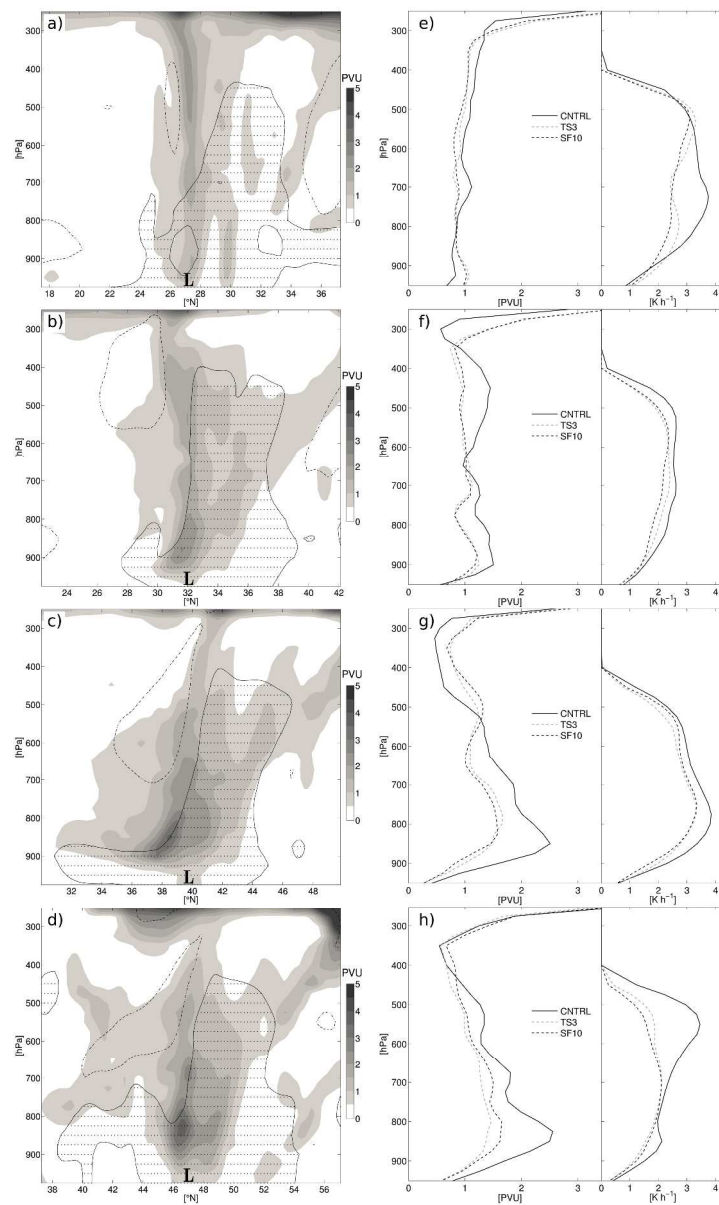 a)
PVU
5
4
3
2
1
0
300
400
500
600
700
800
900
[hPa]
L
18 20 22 24 26 28 30 32 34 36
[°N]
e)
300
400
500
600
700
800
900
[hPa]
CNTRL
TS3
SF10
0 1 2 3 0 1 2 3 4
[PVU] [K h⁻¹]
b)
PVU
5
4
3
2
1
0
300
400
500
600
700
800
900
[hPa]
L
24 26 28 30 32 34 36 38 40 42
[°N]
f)
300
400
500
600
700
800
900
[hPa]
CNTRL
TS3
SF10
0 1 2 3 0 1 2 3 4
[PVU] [K h⁻¹]
c)
PVU
5
4
3
2
1
0
300
400
500
600
700
800
900
[hPa]
L
32 34 36 38 40 42 44 46 48
[°N]
g)
300
400
500
600
700
800
900
[hPa]
CNTRL
TS3
SF10
0 1 2 3 0 1 2 3 4
[PVU] [K h⁻¹]
d)
PVU
5
4
3
2
1
0
300
400
500
600
700
800
900
[hPa]
L
38 40 42 44 46 48 50 52 54 56
[°N]
h)
300
400
500
600
700
800
900
[hPa]
CNTRL
TS3
SF10
0 1 2 3 0 1 2 3 4
[PVU] [K h⁻¹]